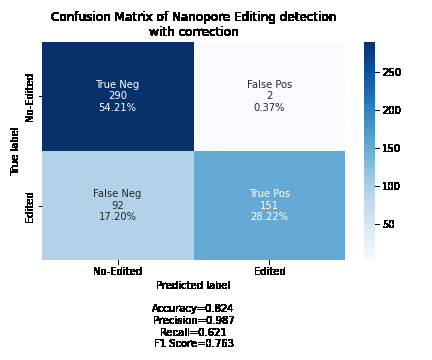 Confusion Matrix of Nanopore Editing detection
with correction
True label
No-Edited
Edited
True Neg
290
54.21%
False Pos
2
0.37%
False Neg
92
17.20%
True Pos
151
28.22%
250
200
150
100
50
No-Edited
Edited
Predicted label
Accuracy=0.824
Precision=0.987
Recall=0.621
F1 Score=0.763